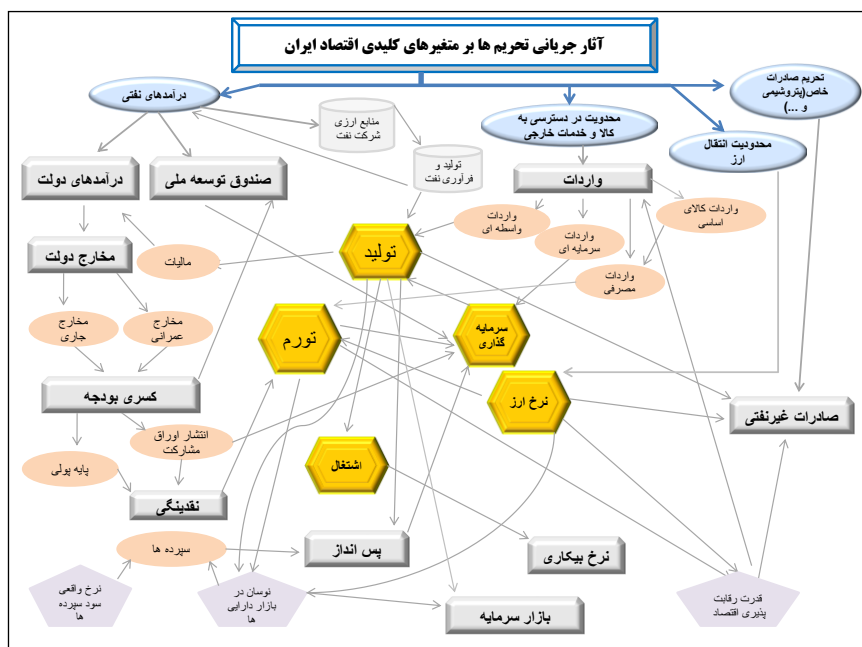 آثار جریانی تحریم ها بر متغیرهای کلیدی اقتصاد ایران
تحریم صادرات
خاص(پتروشیمی
و ...)
درآمدهای نفتی
منابع ارزی
شرکت نفت
محدویت در دسترسی به
کالا و خدمات خارجی
محدودیت انتقال
ارز
تولید و
فرآوری نفت
واردات
صندوق توسعه ملی
درآمدهای دولت
واردات کالای
اساسی
واردات
واسطه ای
واردات
سرمایه ای
واردات
مصرفی
تولید
مالیات
مخارج دولت
مخارج
عمرانی
مخارج
جاری
تورم
سرمایه
گذاری
کسری بودجه
نرخ ارز
صادرات غیرنفتی
انتشار اوراق
مشارکت
پایه پولی
اشتغال
نقدینگی
پس انداز
نرخ بیکاری
سپرده ها
نرخ واقعی
سود سپرده
ها
نوسان در
بازار دارایی
ها
بازار سرمایه
قدرت رقابت
پذیری اقتصاد